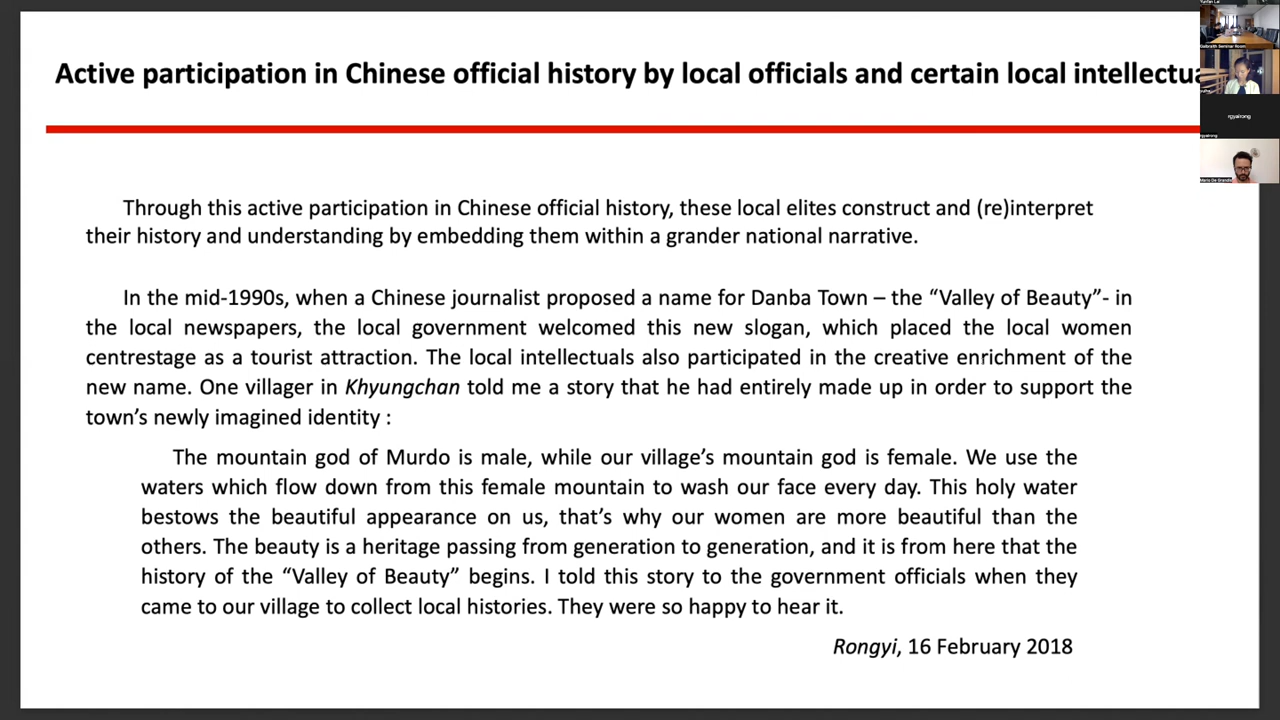 Active participation in Chinese official history by local officials and certain local intellectua
Through this active participation in Chinese official history, these local elites construct and (re)interpret
their history and understanding by embedding them within a grander national narrative.
In the mid-1990s, when a Chinese journalist proposed a name for Danba Town – the “Valley of Beauty”- in
the local newspapers, the local government welcomed this new slogan, which placed the local women
centrestage as a tourist attraction. The local intellectuals also participated in the creative enrichment of the
new name. One villager in Khyungchan told me a story that he had entirely made up in order to support the
town’s newly imagined identity :
The mountain god of Murdo is male, while our village’s mountain god is female. We use the
waters which flow down from this female mountain to wash our face every day. This holy water
bestows the beautiful appearance on us, that’s why our women are more beautiful than the
others. The beauty is a heritage passing from generation to generation, and it is from here that the
history of the “Valley of Beauty” begins. I told this story to the government officials when they
came to our village to collect local histories. They were so happy to hear it.
Rongyi, 16 February 2018
Seminar Room
rgyalrong
rgyalrong